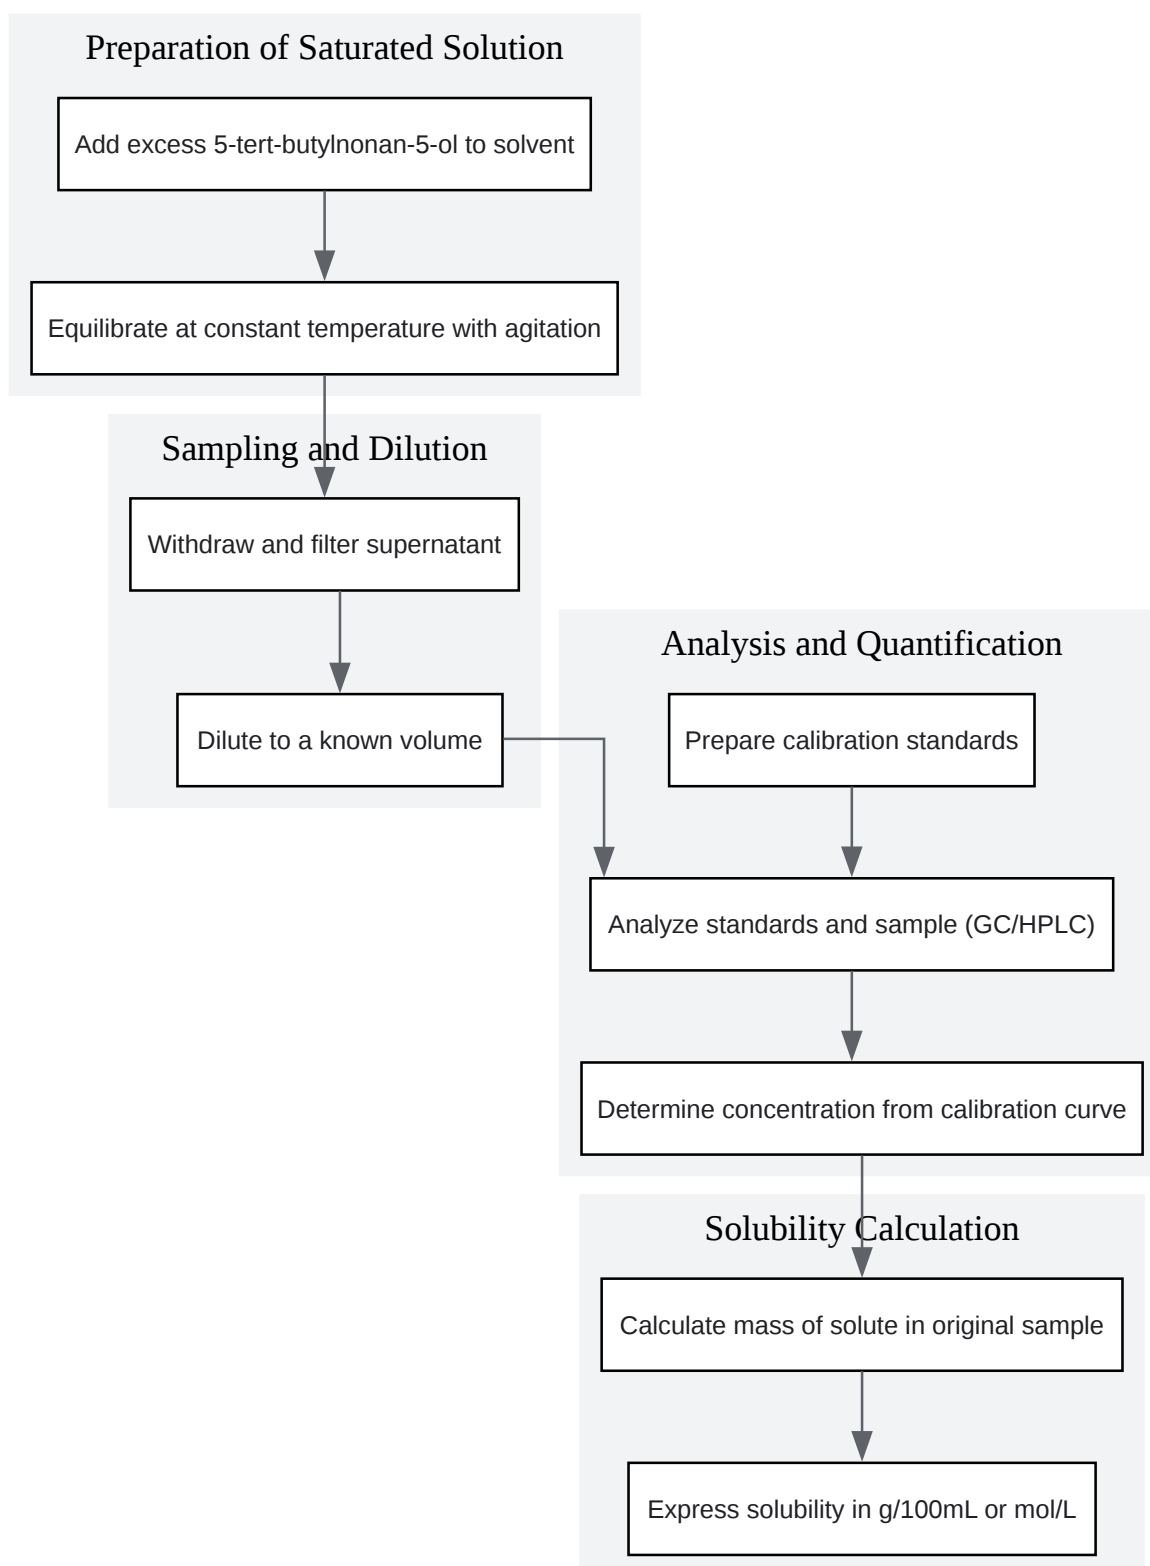 Preparation of Saturated Solution
Add excess 5-tert-butylnonan-5-ol to solvent
Equilibrate at constant temperature with agitation
Sampling and Dilution
Withdraw and filter supernatant
Dilute to a known volume
Analysis and Quantification
Prepare calibration standards
Analyze standards and sample (GC/HPLC)
Determine concentration from calibration curve
Solubility Calculation
Calculate mass of solute in original sample
Express solubility in g/100mL or mol/L